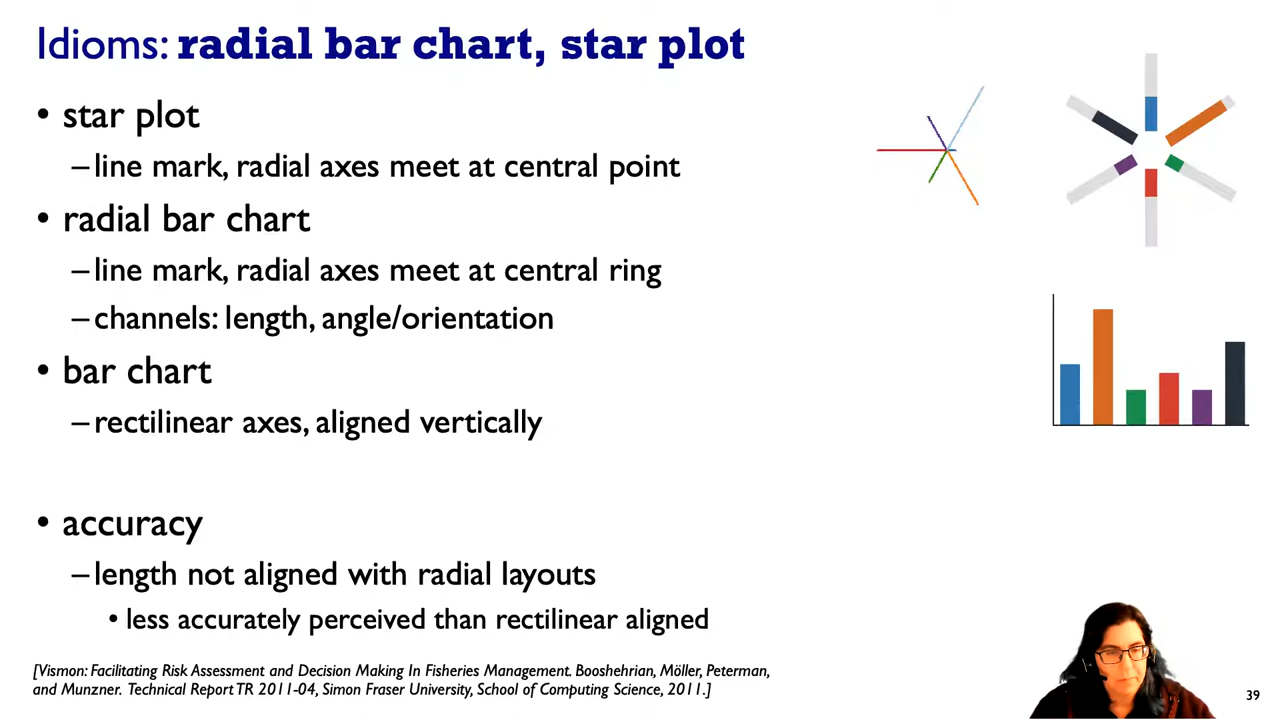 Idioms: radial bar chart, star plot
• star plot
–line mark, radial axes meet at central point
• radial bar chart
–line mark, radial axes meet at central ring
–channels: length, angle/orientation
• bar chart
–rectilinear axes, aligned vertically
• accuracy
–length not aligned with radial layouts
• less accurately perceived than rectilinear aligned
[Vismon: Facilitating Risk Assessment and Decision Making In Fisheries Management. Booshehrian, Möller, Peterman,
and Munzner. Technical Report TR 2011-04, Simon Fraser University, School of Computing Science, 2011.]
39